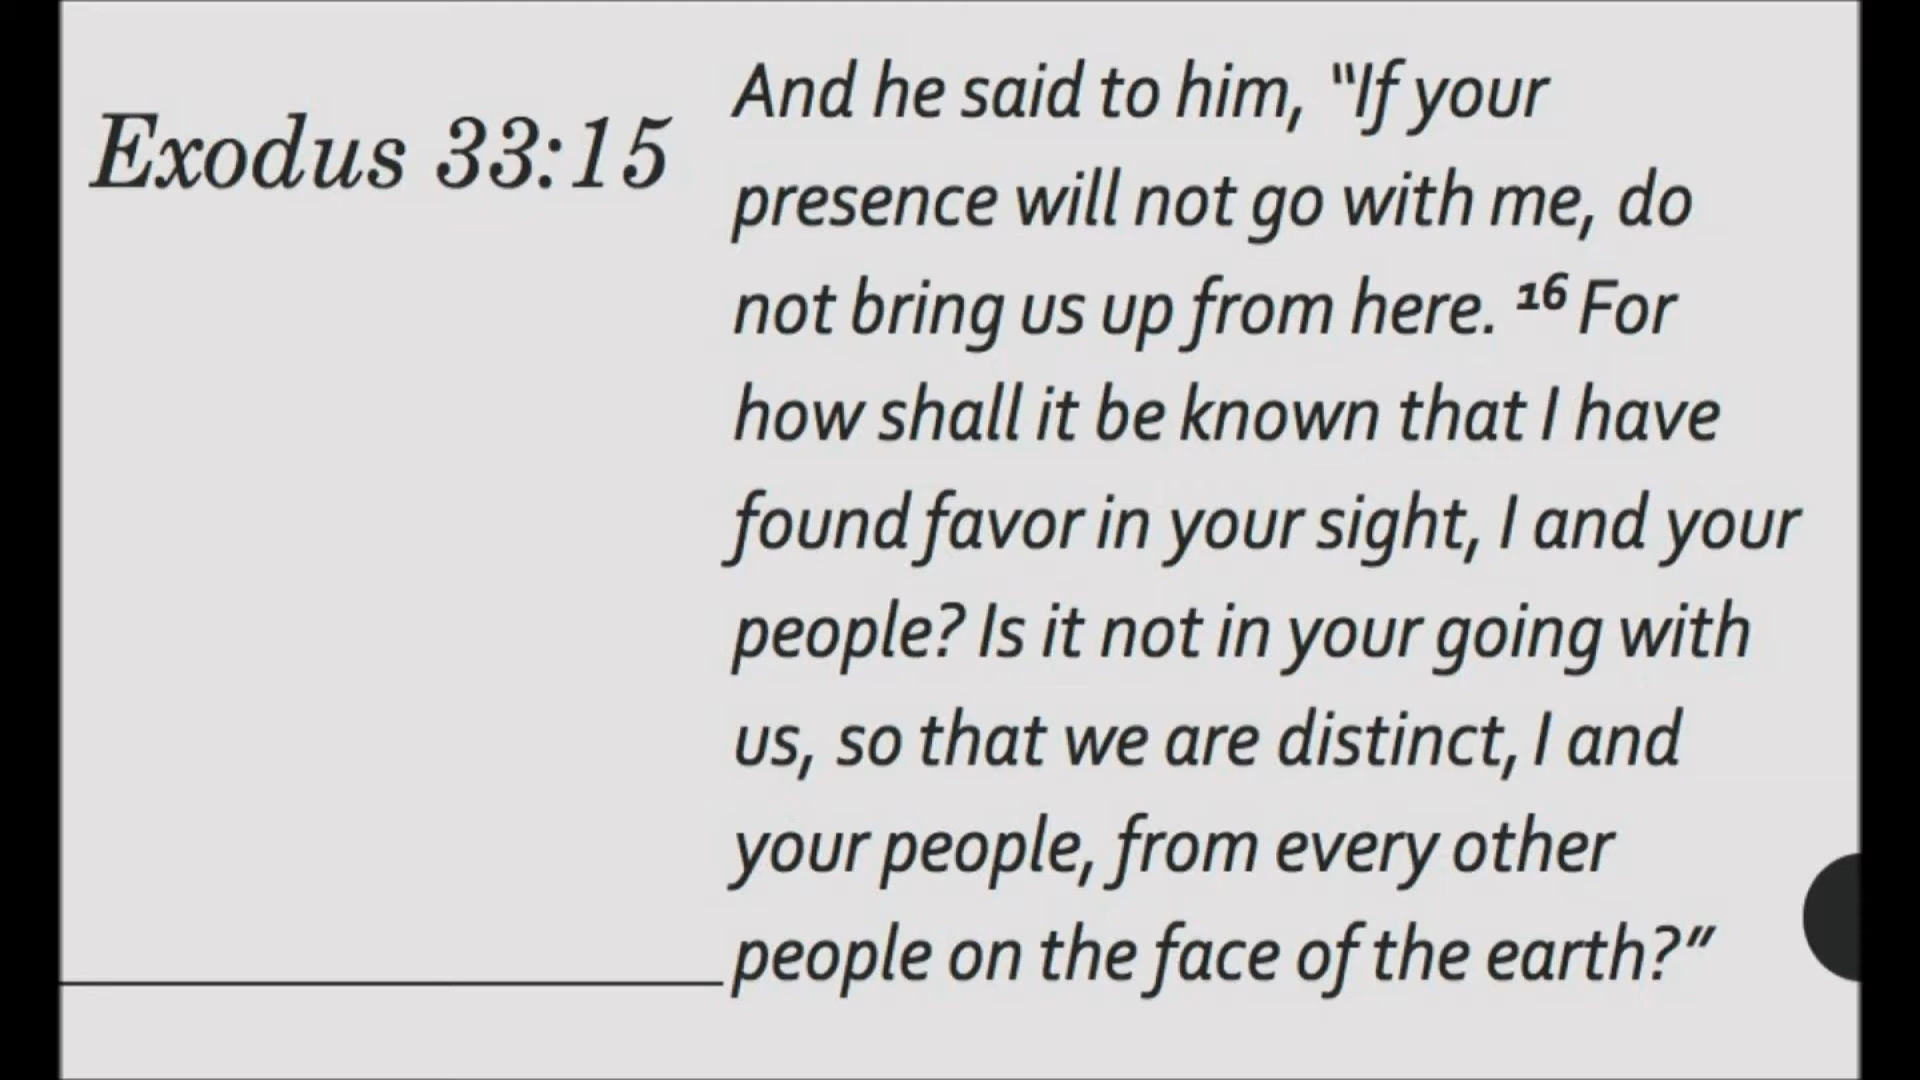 Exodus 33:15
And he said to him, “If your
presence will not go with me, do
not bring us up from here. ¹⁶ For
how shall it be known that I have
found favor in your sight, I and your
people? Is it not in your going with
us, so that we are distinct, I and
your people, from every other
people on the face of the earth?”